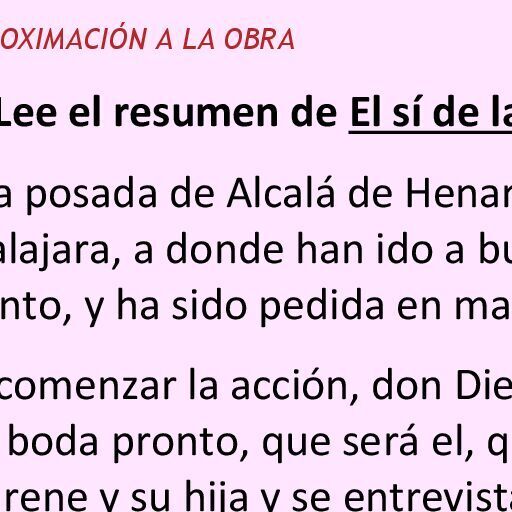 OXIMACIÓN A LA OBRA
Lee el resumen de El sí de la
a posada de Alcalá de Henar
alajara, a donde han ido a bu
nto, y ha sido pedida en ma
comenzar la acción, don Die
boda pronto, que será el, q
rene y su hija y se entrevista